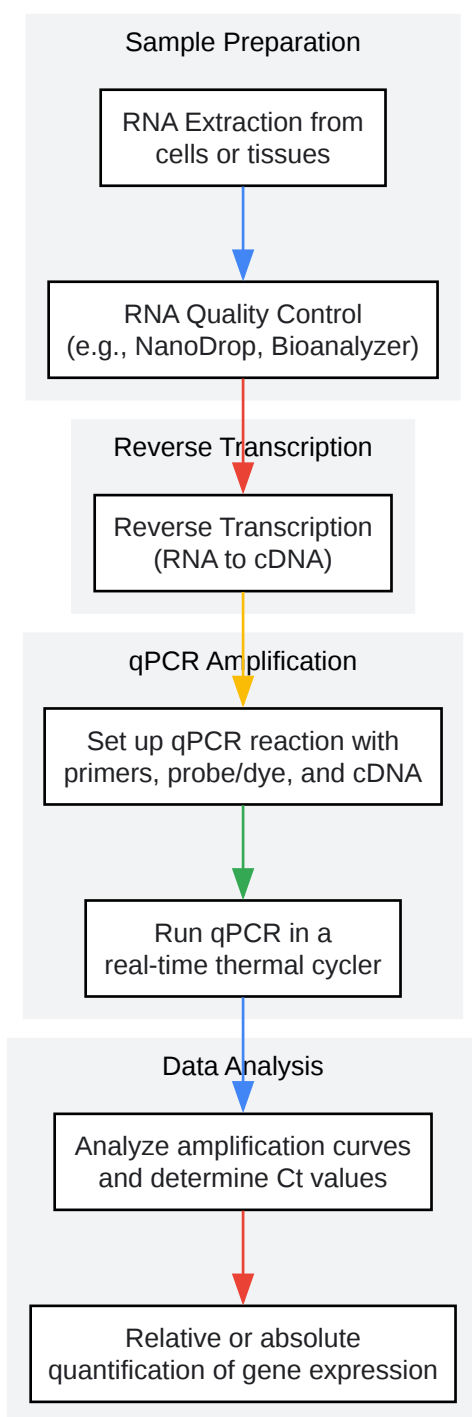 Sample Preparation
RNA Extraction from
cells or tissues
RNA Quality Control
(e.g., NanoDrop, Bioanalyzer)
Reverse Transcription
Reverse Transcription
(RNA to cDNA)
qPCR Amplification
Set up qPCR reaction with
primers, probe/dye, and cDNA
Run qPCR in a
real-time thermal cycler
Data Analysis
Analyze amplification curves
and determine Ct values
Relative or absolute
quantification of gene expression